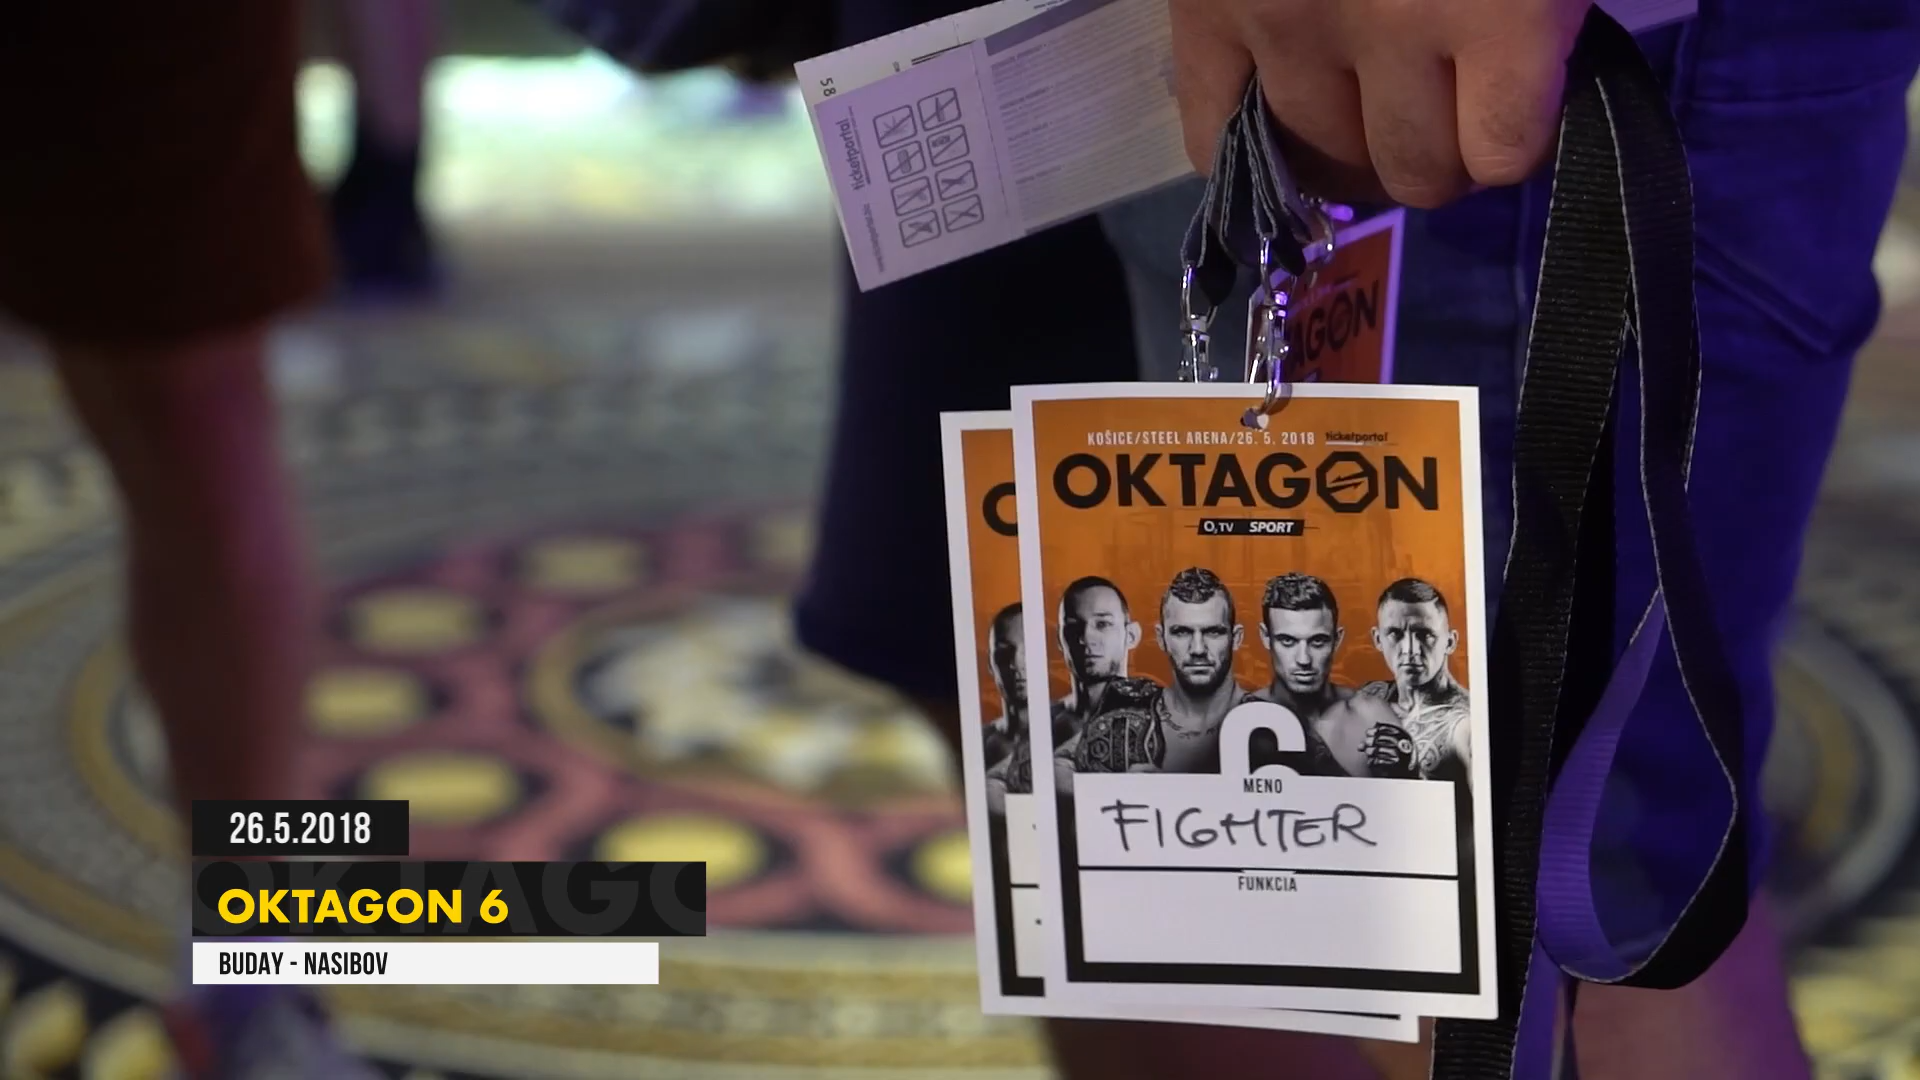 58
ticketportal
AGON
KOŠICE/STEEL ARENA/26. 5. 2018 ticketportal
OKTAGON
O2 TV SPORT
6
MENO
FIGHTER
FUNKCIA
26.5.2018
OKTAGON 6
BUDAY - NASIBOV